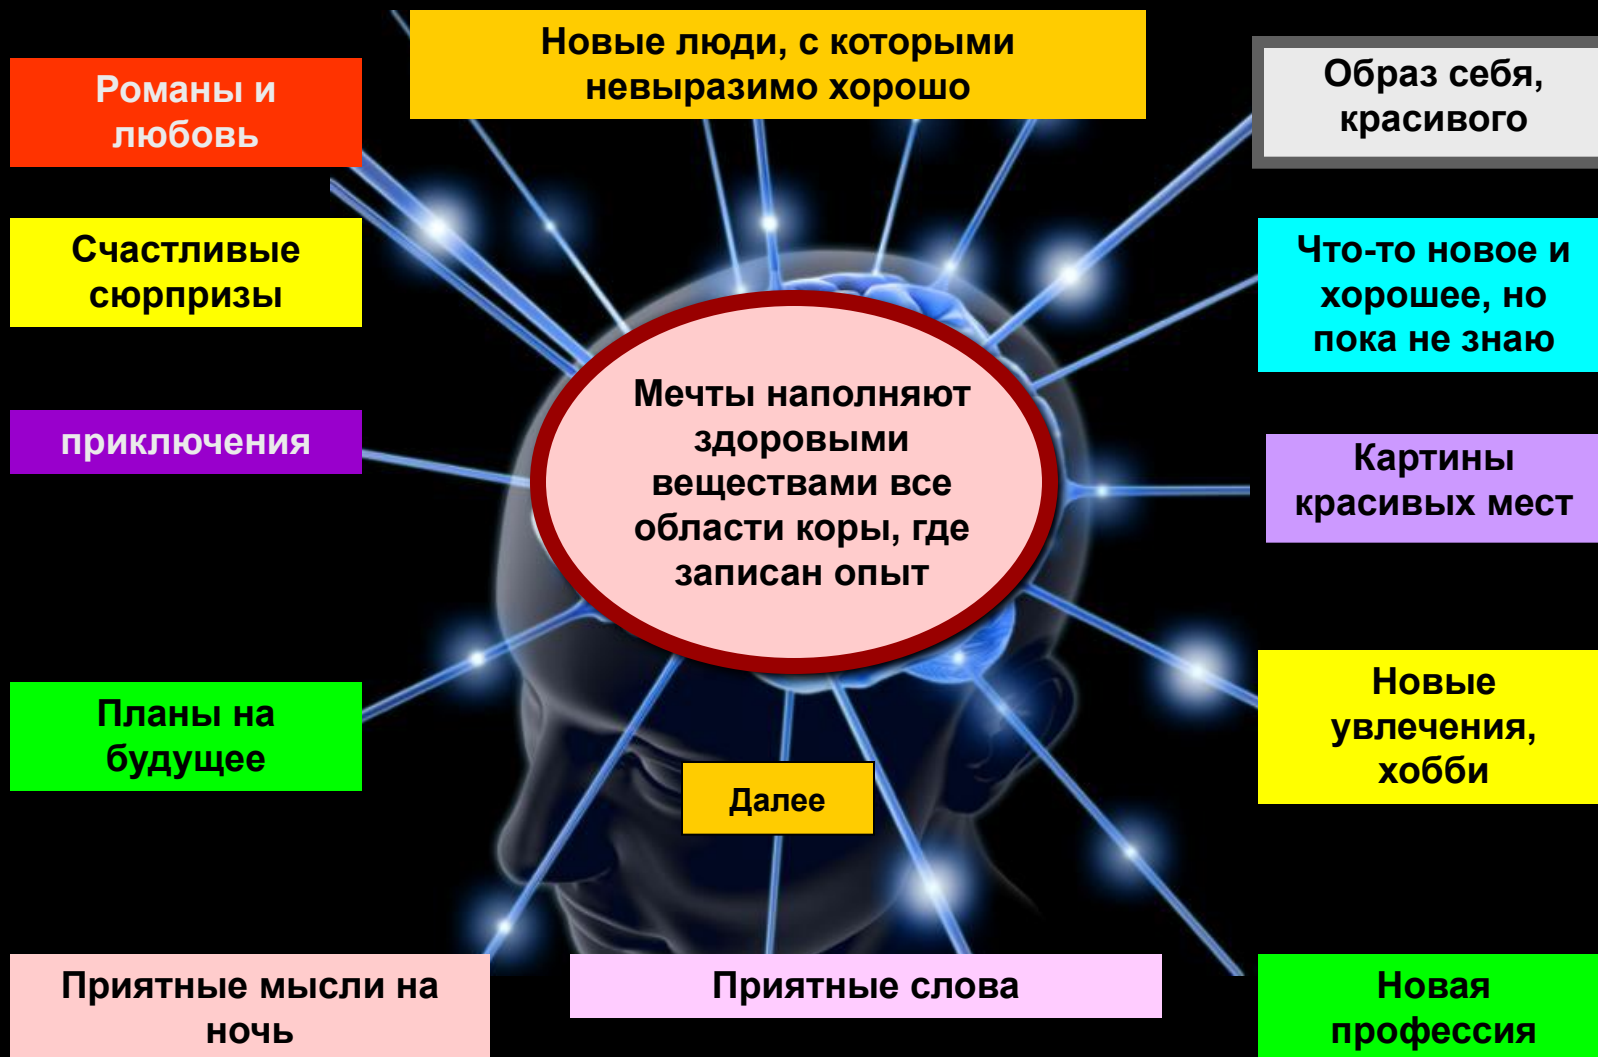 Новые люди, с которыми
невыразимо хорошо
Романы и
любовь
Образ себя,
красивого
Счастливые
сюрпризы
Что-то новое и
хорошее, но
пока не знаю
приключения
Мечты наполняют
здоровыми
веществами все
области коры, где
записан опыт
Картины
красивых мест
Планы на
будущее
Новые
увлечения,
хобби
Далее
Приятные мысли на
ночь
Приятные слова
Новая
профессия